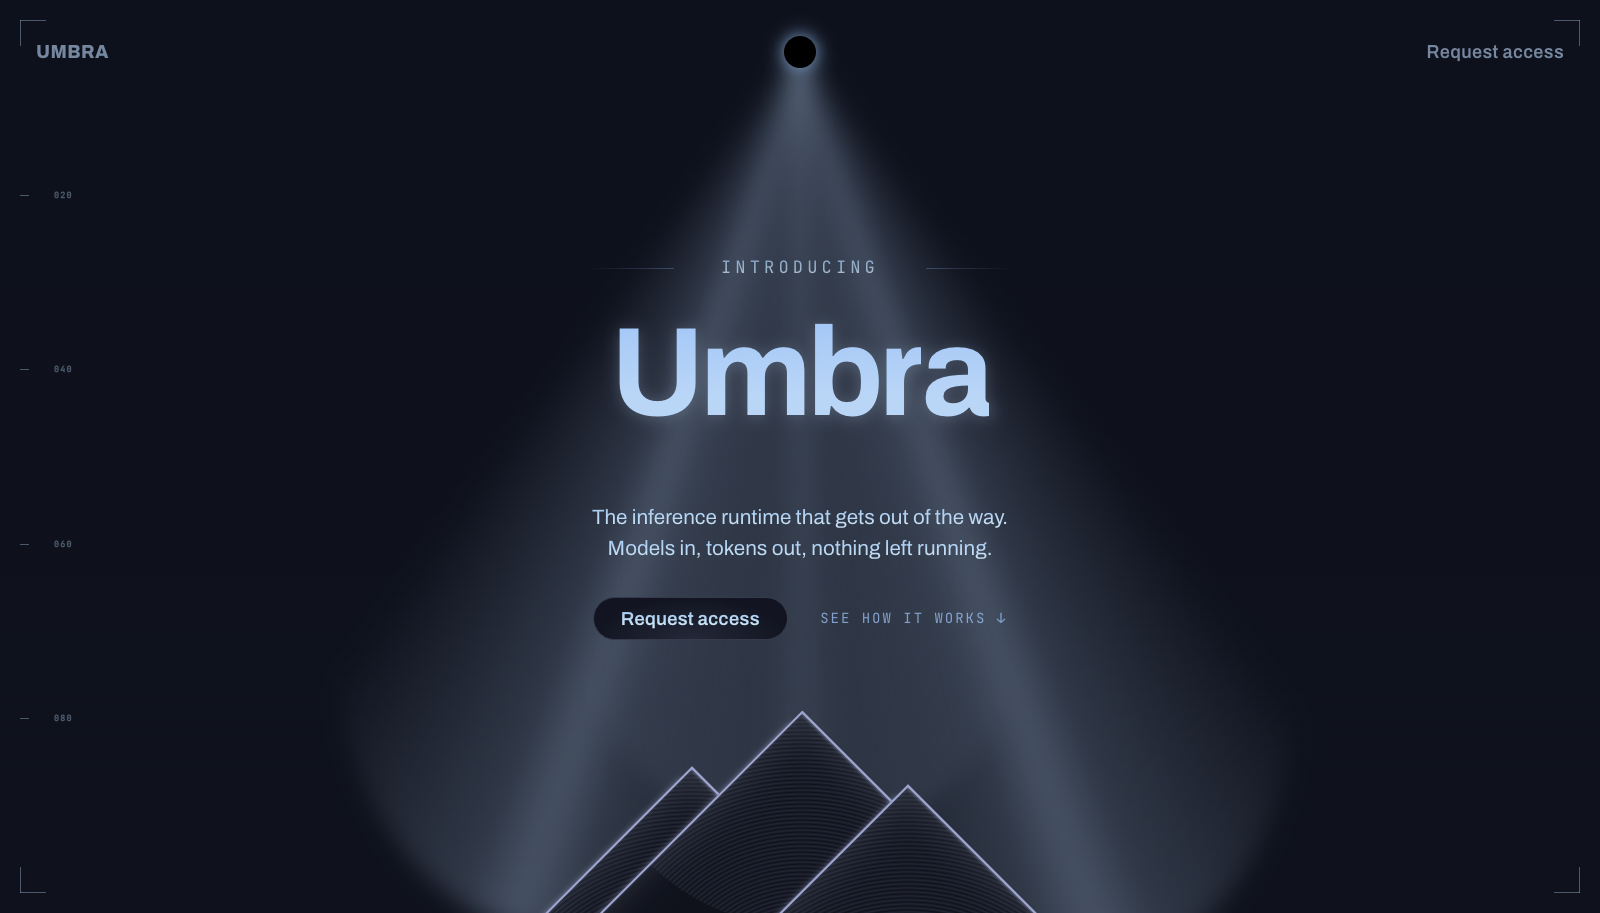 UMBRA
Request access
020
INTRODUCING
Umbra
040
The inference runtime that gets out of the way.
Models in, tokens out, nothing left running.
060
Request access
SEE HOW IT WORKS ↓
080